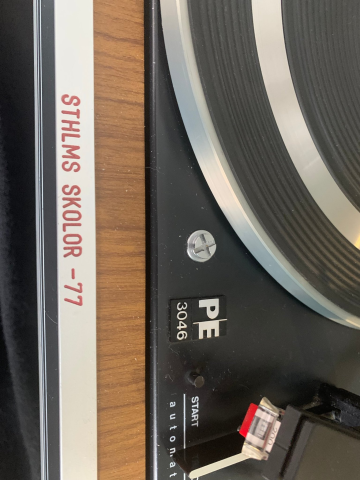 STHLMS SKOLOR -77
PE
3046
START
automat